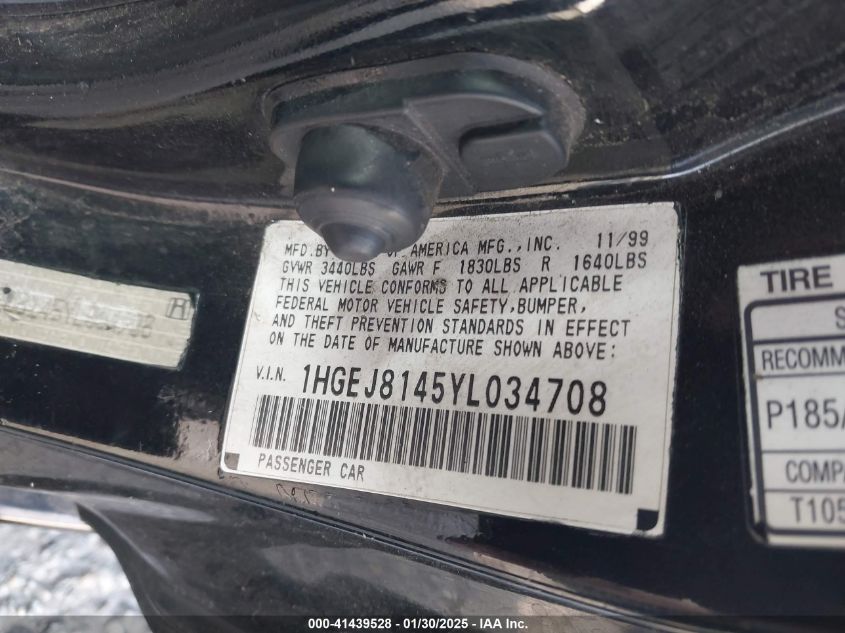 MFD.BY OF AMERICA MFG.,INC. 11/99
GVWR 3440LBS GAWR F 1830LBS R 1640LBS
THIS VEHICLE CONFORMS TO ALL APPLICABLE
FEDERAL MOTOR VEHICLE SAFETY,BUMPER,
AND THEFT PREVENTION STANDARDS IN EFFECT
ON THE DATE OF MANUFACTURE SHOWN ABOVE:
V.I.N. 1HGEJ8145YL034708
PASSENGER CAR
TIRE
S
RECOMM
P185/
COMPA
T105
000-41439528 - 01/30/2025 - IAA Inc.